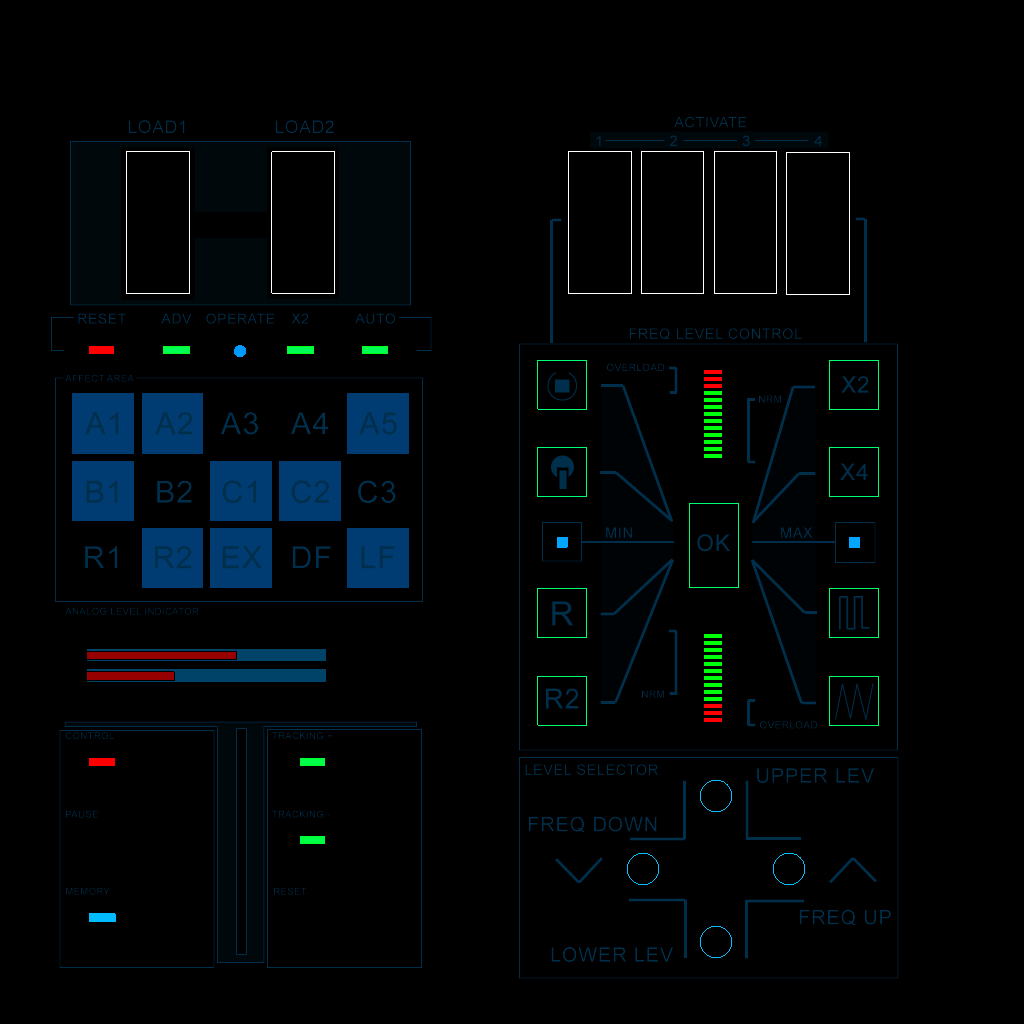 LOAD1 LOAD2
RESET ADV OPERATE X2 AUTO
AFFECT AREA
A1 A2 A3 A4 A5
B1 B2 C1 C2 C3
R1 R2 EX DF LF
ANALOG LEVEL INDICATOR
CONTROL
PAUSE
MEMORY
TRACKING +
TRACKING -
RESET
ACTIVATE
1 2 3 4
FREQ LEVEL CONTROL
OVERLOAD
X2
NRM
X4
MIN OK MAX
R
R2
NRM
OVERLOAD
LEVEL SELECTOR
UPPER LEV
FREQ DOWN
FREQ UP
LOWER LEV